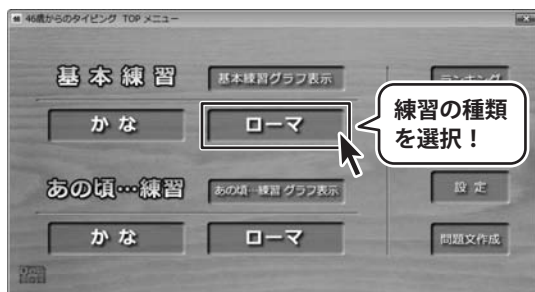 46歳からのタイピング TOP メニュー
基本練習
基本練習グラフ表示
ランキング
かな
ローマ
練習の種類
を選択！
あの頃…練習
あの頃…練習 グラフ表示
設定
かな
ローマ
問題文作成